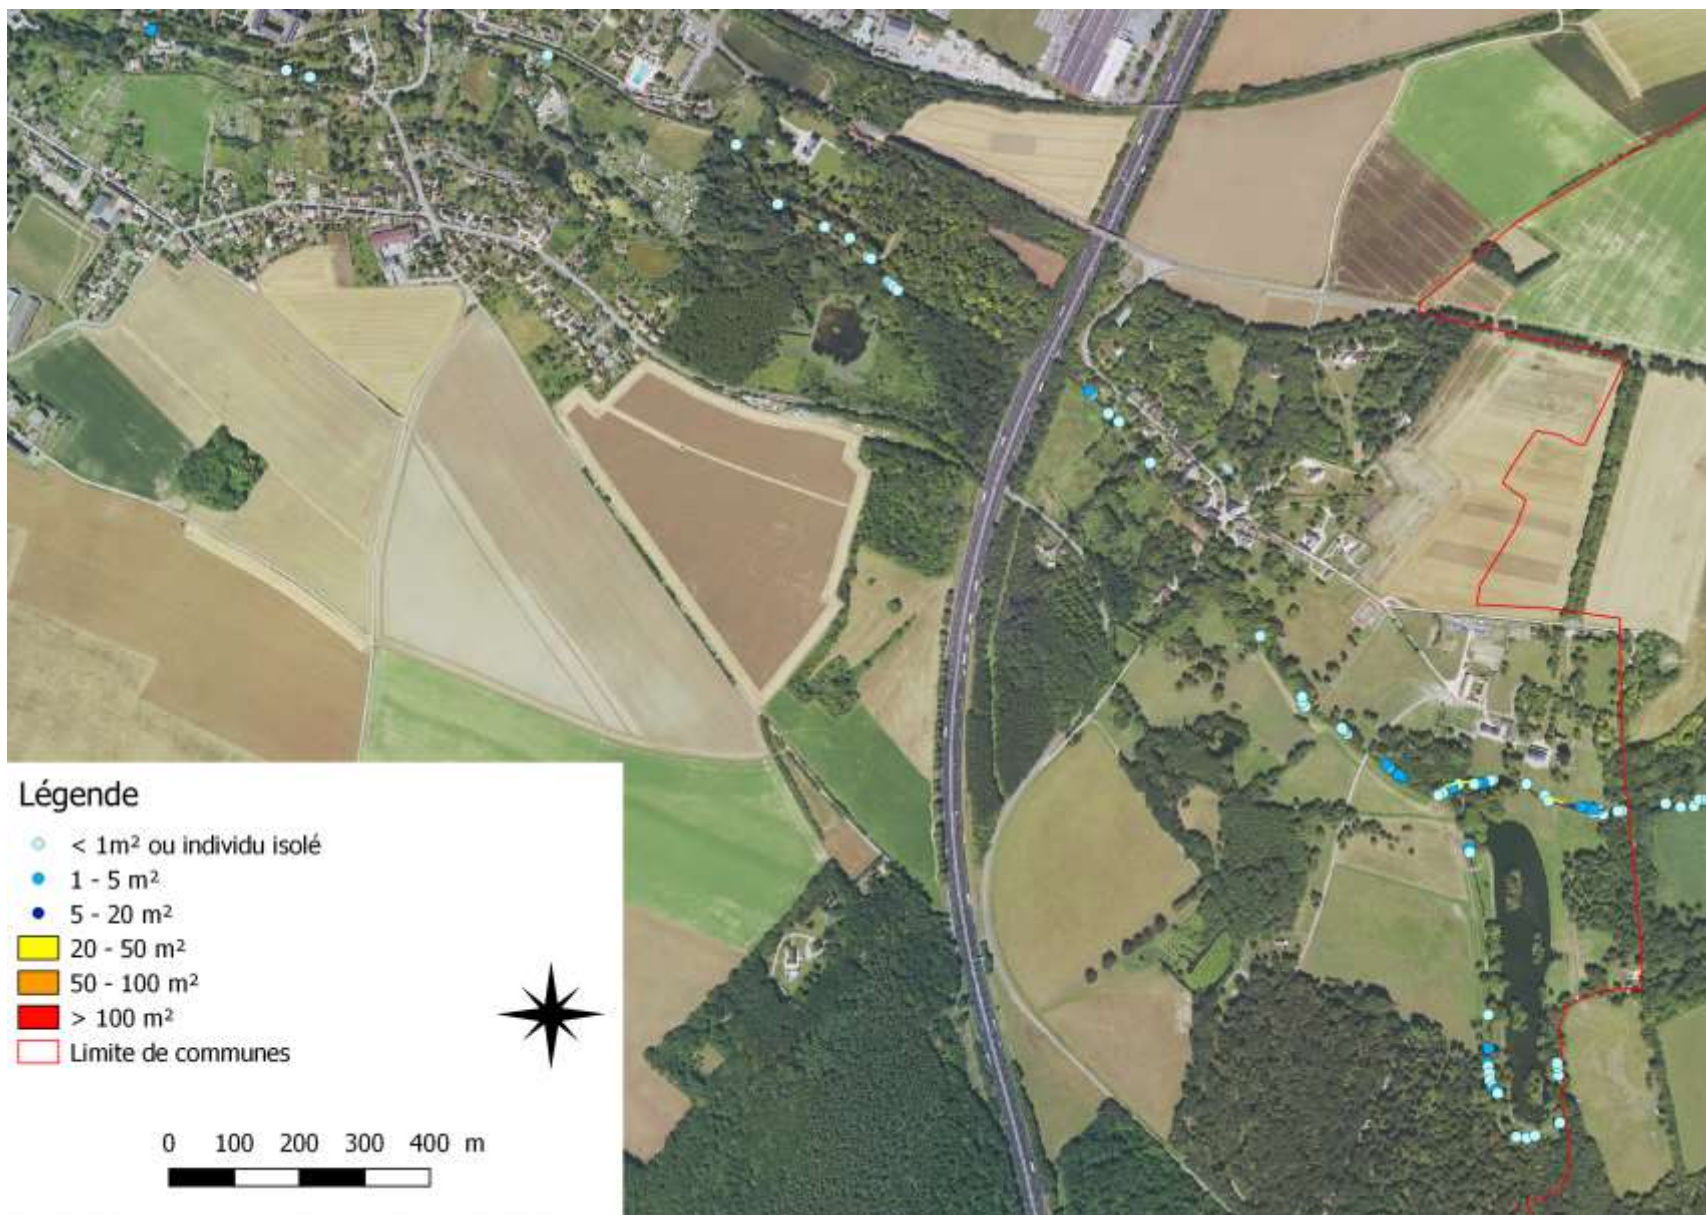 Légende
< 1m² ou individu isolé
1 - 5 m²
5 - 20 m²
20 - 50 m²
50 - 100 m²
> 100 m²
Limite de communes
0 100 200 300 400 m